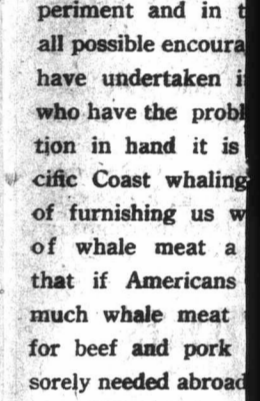 periment and in t
all possible encoura
have undertaken i
who have the probl
tion in hand it is
cific Coast whaling
of furnishing us w
of whale meat a
that if Americans
much whale meat
for beef and pork
sorely needed abroad